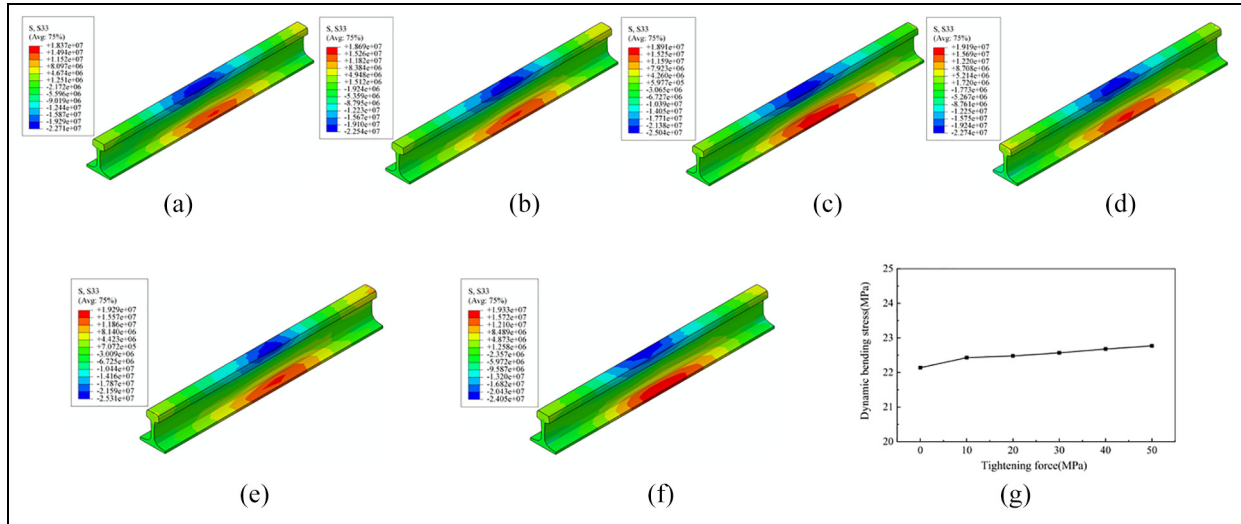 S, S33
(Avg: 75%)
+1.837e+07
+1.494e+07
+1.152e+07
+8.097e+06
+4.674e+06
+1.251e+06
-2.172e+06
-5.596e+06
-9.019e+06
-1.244e+07
-1.587e+07
-1.929e+07
-2.271e+07
(a)
S, S33
(Avg: 75%)
+1.869e+07
+1.526e+07
+1.182e+07
+8.384e+06
+4.948e+06
+1.512e+06
-1.924e+06
-5.359e+06
-8.795e+06
-1.223e+07
-1.567e+07
-1.910e+07
-2.254e+07
(b)
S, S33
(Avg: 75%)
+1.891e+07
+1.525e+07
+1.159e+07
+7.923e+06
+4.260e+06
+5.977e+05
-3.065e+06
-6.727e+06
-1.039e+07
-1.405e+07
-1.771e+07
-2.138e+07
-2.504e+07
(c)
S, S33
(Avg: 75%)
+1.919e+07
+1.569e+07
+1.220e+07
+8.708e+06
+5.214e+06
+1.720e+06
-1.773e+06
-5.267e+06
-8.761e+06
-1.225e+07
-1.575e+07
-1.924e+07
-2.274e+07
(d)
S, S33
(Avg: 75%)
+1.929e+07
+1.557e+07
+1.186e+07
+8.140e+06
+4.423e+06
+7.072e+05
-3.009e+06
-6.725e+06
-1.044e+07
-1.416e+07
-1.787e+07
-2.159e+07
-2.531e+07
(e)
S, S33
(Avg: 75%)
+1.933e+07
+1.572e+07
+1.210e+07
+8.489e+06
+4.873e+06
+1.258e+06
-2.357e+06
-5.972e+06
-9.587e+06
-1.320e+07
-1.682e+07
-2.043e+07
-2.405e+07
(f)
Dynamic bending stress(MPa)
25
24
23
22
21
20
0 10 20 30 40 50
Tightening force(MPa)
(g)